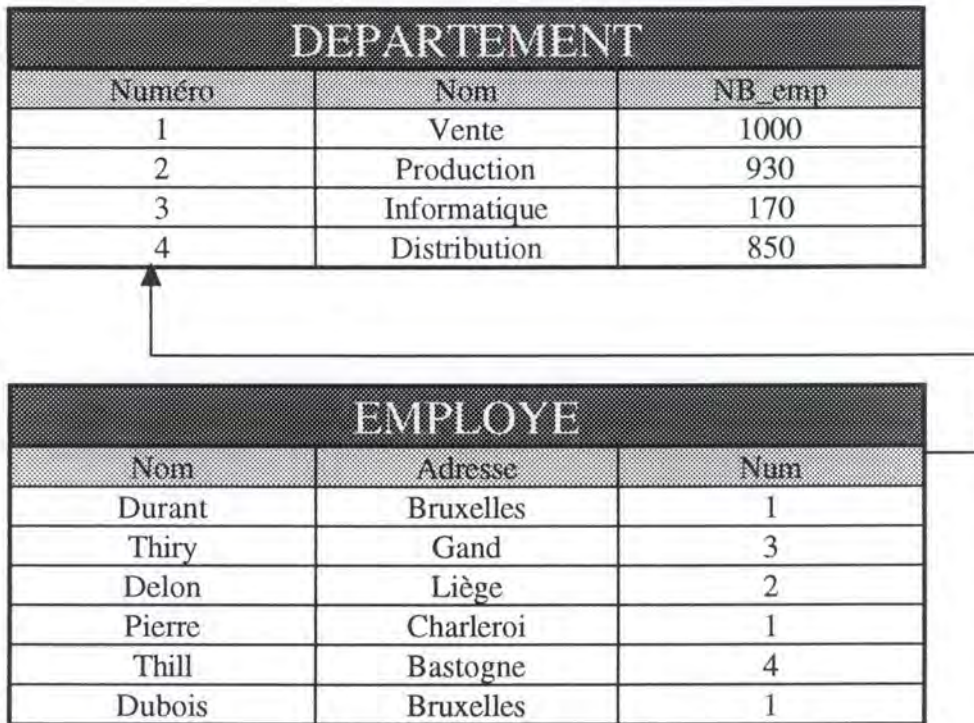 DEPARTEMENT
Numéro Nom NB_emp
1 Vente 1000
2 Production 930
3 Informatique 170
4 Distribution 850
EMPLOYE
Nom Adresse Num
Durant Bruxelles 1
Thiry Gand 3
Delon Liège 2
Pierre Charleroi 1
Thill Bastogne 4
Dubois Bruxelles 1